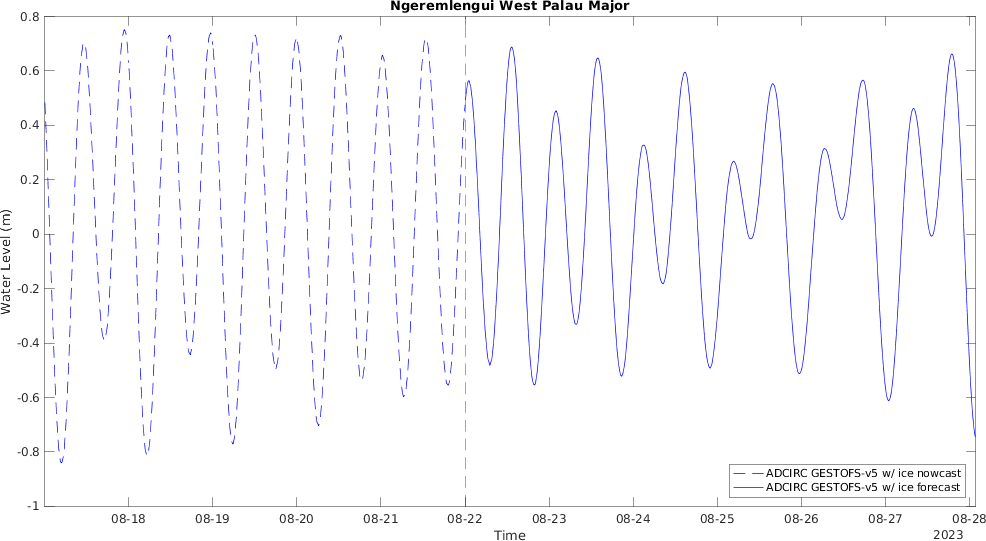 Ngeremlengui West Palau Major
Water Level (m)
0.8
0.6
0.4
0.2
0
-0.2
-0.4
-0.6
-0.8
-1
ADCIRC GESTOFS-v5 w/ ice nowcast
ADCIRC GESTOFS-v5 w/ ice forecast
08-18 08-19 08-20 08-21 08-22 08-23 08-24 08-25 08-26 08-27 08-28
Time
2023